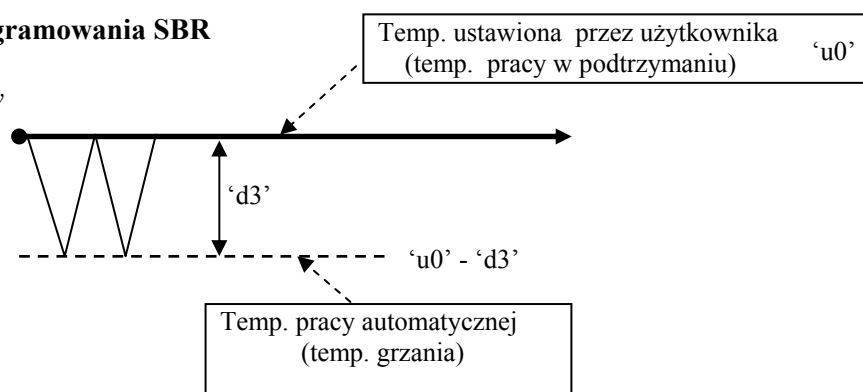 gramowania SBR
Temp. ustawiona przez użytkownika
(temp. pracy w podtrzymaniu)
‘u0’
‘d3’
‘u0’ - ‘d3’
Temp. pracy automatycznej
(temp. grzania)